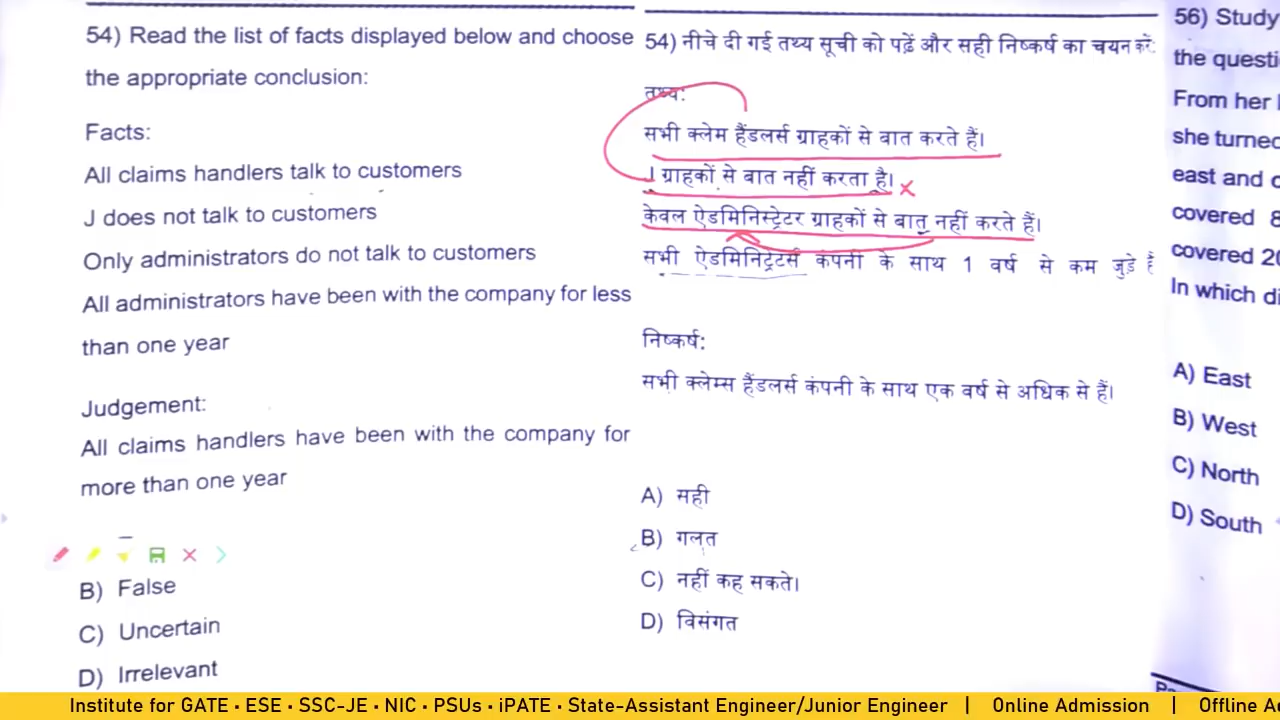 54) Read the list of facts displayed below and choose
the appropriate conclusion:
Facts:
All claims handlers talk to customers
J does not talk to customers
Only administrators do not talk to customers
All administrators have been with the company for less
than one year
Judgement:
All claims handlers have been with the company for
more than one year
B) False
C) Uncertain
D) Irrelevant
54) नीचे दी गई तथ्य सूची को पढ़ें और सही निष्कर्ष का चयन करें:
तथ्य:
सभी क्लेम हैंडलर्स ग्राहकों से बात करते हैं।
J ग्राहकों से बात नहीं करता है।
केवल ऐडमिनिस्ट्रेटर ग्राहकों से बात नहीं करते हैं।
सभी ऐडमिनिट्रेटर्स कंपनी के साथ 1 वर्ष से कम जुड़े हैं
निष्कर्ष:
सभी क्लेम्स हैंडलर्स कंपनी के साथ एक वर्ष से अधिक से हैं।
A) सही
B) गलत
C) नहीं कह सकते।
D) विसंगत
56) Study
the questi
From her
she turned
east and c
covered 8
covered 20
In which di
A) East
B) West
C) North
D) South
Institute for GATE • ESE • SSC-JE • NIC • PSUs • iPATE • State-Assistant Engineer/Junior Engineer | Online Admission | Offline A